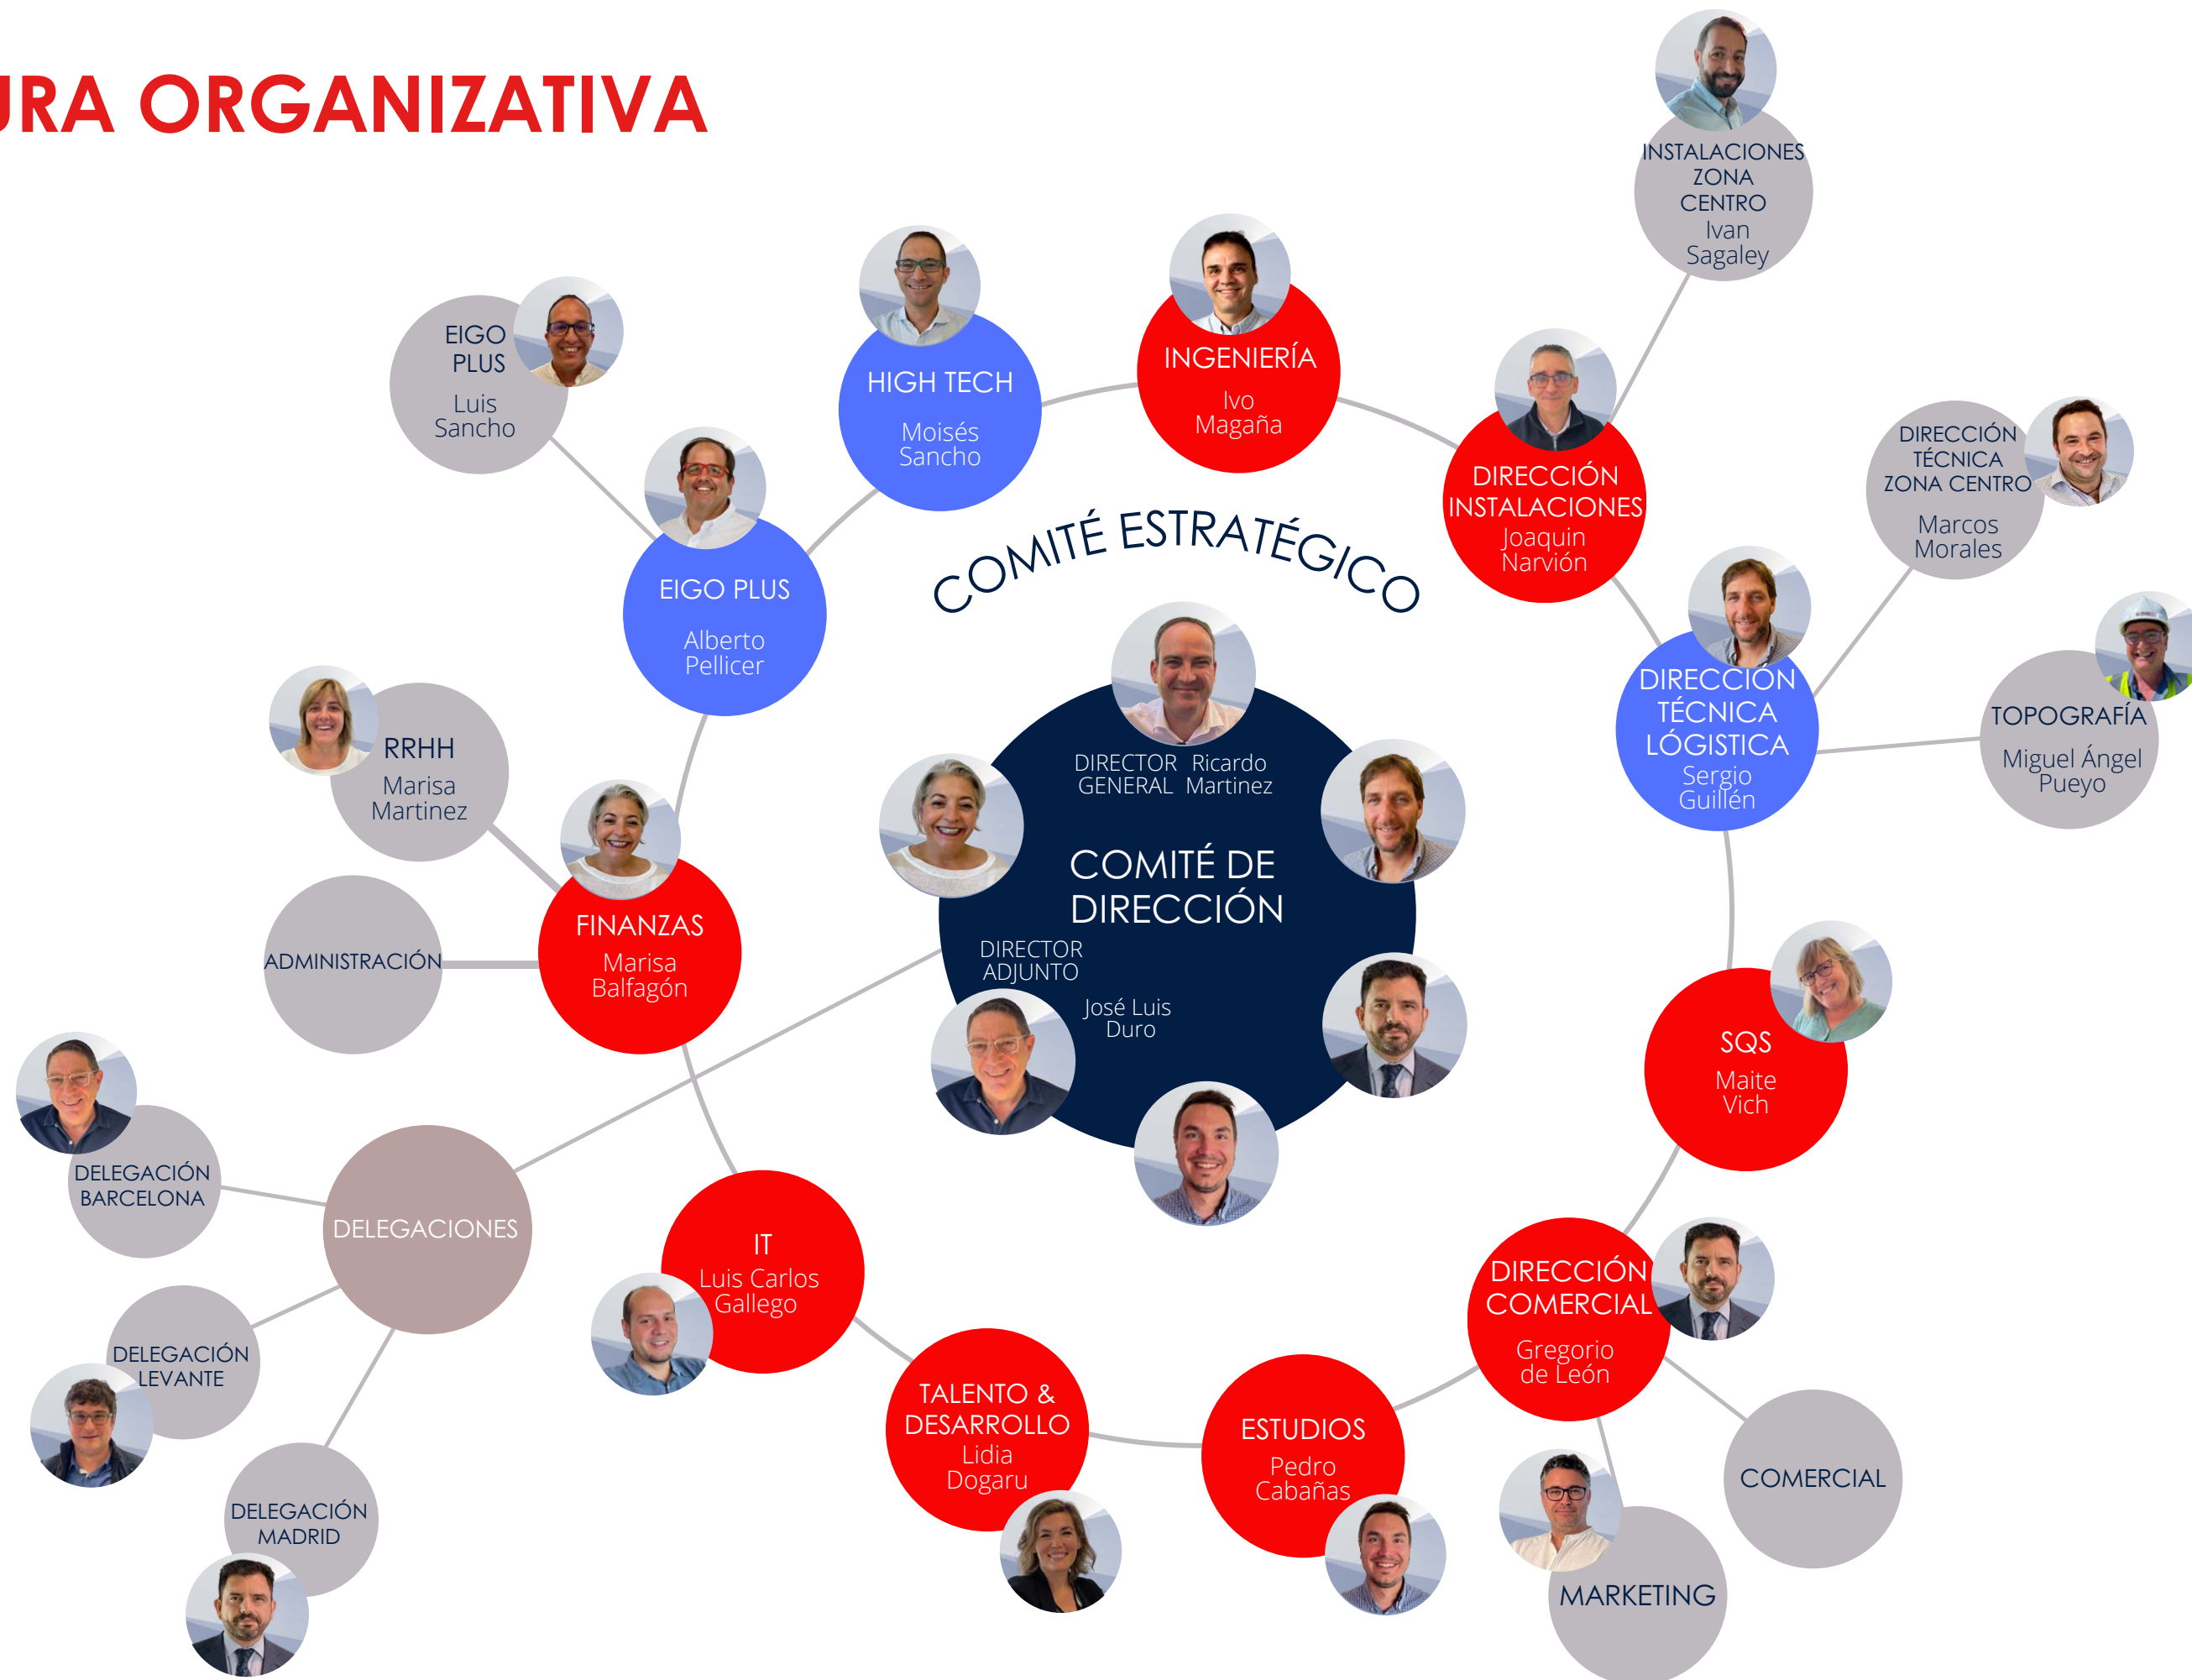 URA ORGANIZATIVA
INSTALACIONES
ZONA
CENTRO
Ivan
Sagaley
INGENIERÍA
Ivo
Magaña
HIGH TECH
Moisés
Sancho
EIGO
PLUS
Luis
Sancho
DIRECCIÓN
INSTALACIONES
Joaquin
Narvión
DIRECCIÓN
TÉCNICA
ZONA CENTRO
Marcos
Morales
EIGO PLUS
Alberto
Pellicer
COMITÉ ESTRATÉGICO
DIRECCIÓN
TÉCNICA
LÓGISTICA
Sergio
Guillén
TOPOGRAFÍA
Miguel Ángel
Pueyo
RRHH
Marisa
Martinez
DIRECTOR
GENERAL
Ricardo
Martinez
COMITÉ DE
DIRECCIÓN
DIRECTOR
ADJUNTO
José Luis
Duro
FINANZAS
Marisa
Balfagón
ADMINISTRACIÓN
SQS
Maite
Vich
DELEGACIÓN
BARCELONA
DELEGACIONES
IT
Luis Carlos
Gallego
DIRECCIÓN
COMERCIAL
Gregorio
de León
DELEGACIÓN
LEVANTE
TALENTO &
DESARROLLO
Lidia
Dogaru
ESTUDIOS
Pedro
Cabañas
COMERCIAL
DELEGACIÓN
MADRID
MARKETING